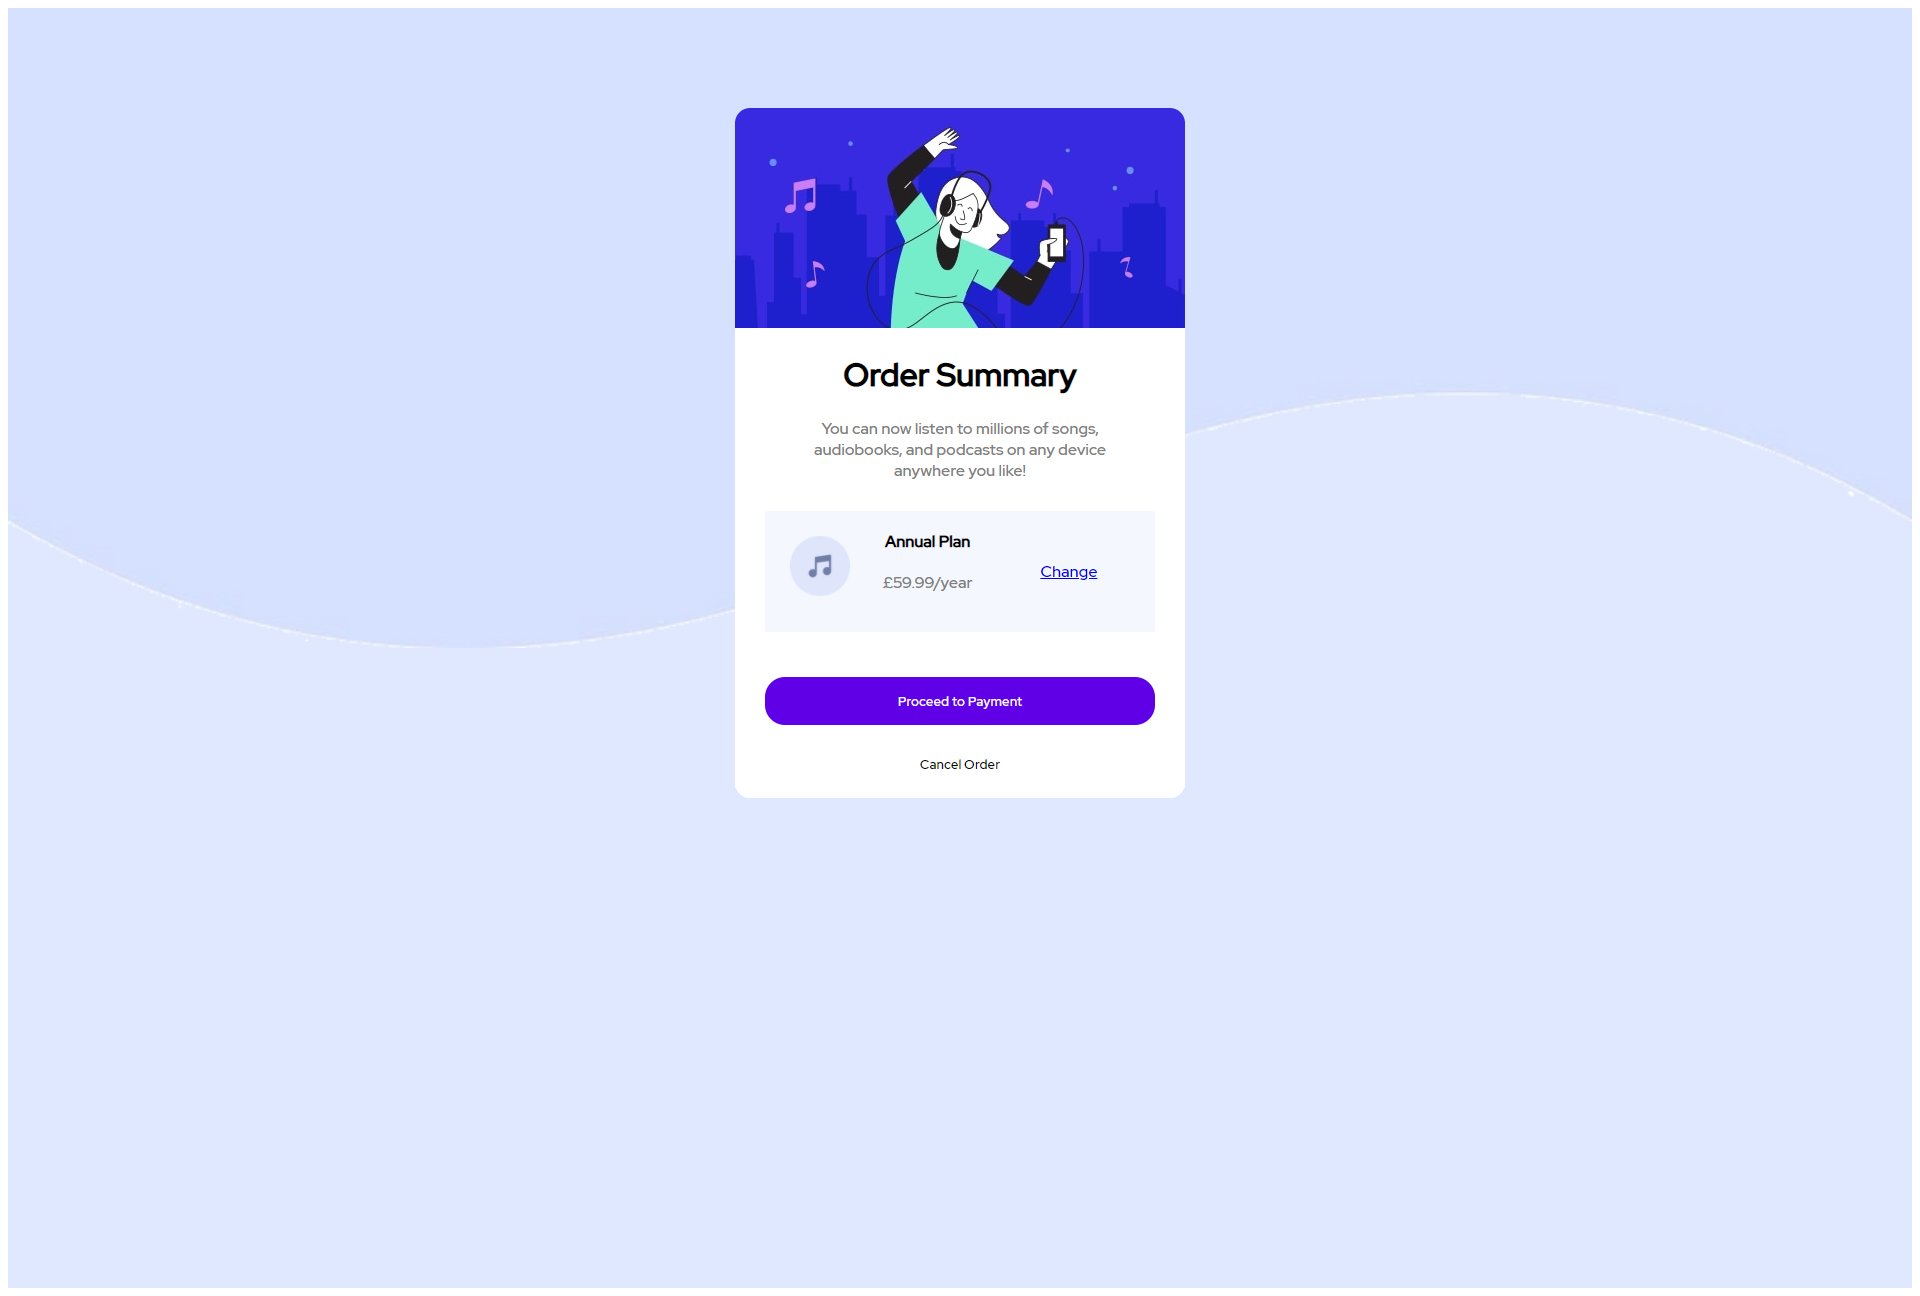 Order Summary
You can now listen to millions of songs,
audiobooks, and podcasts on any device
anywhere you like!
Annual Plan
£59.99/year
Change
Proceed to Payment
Cancel Order